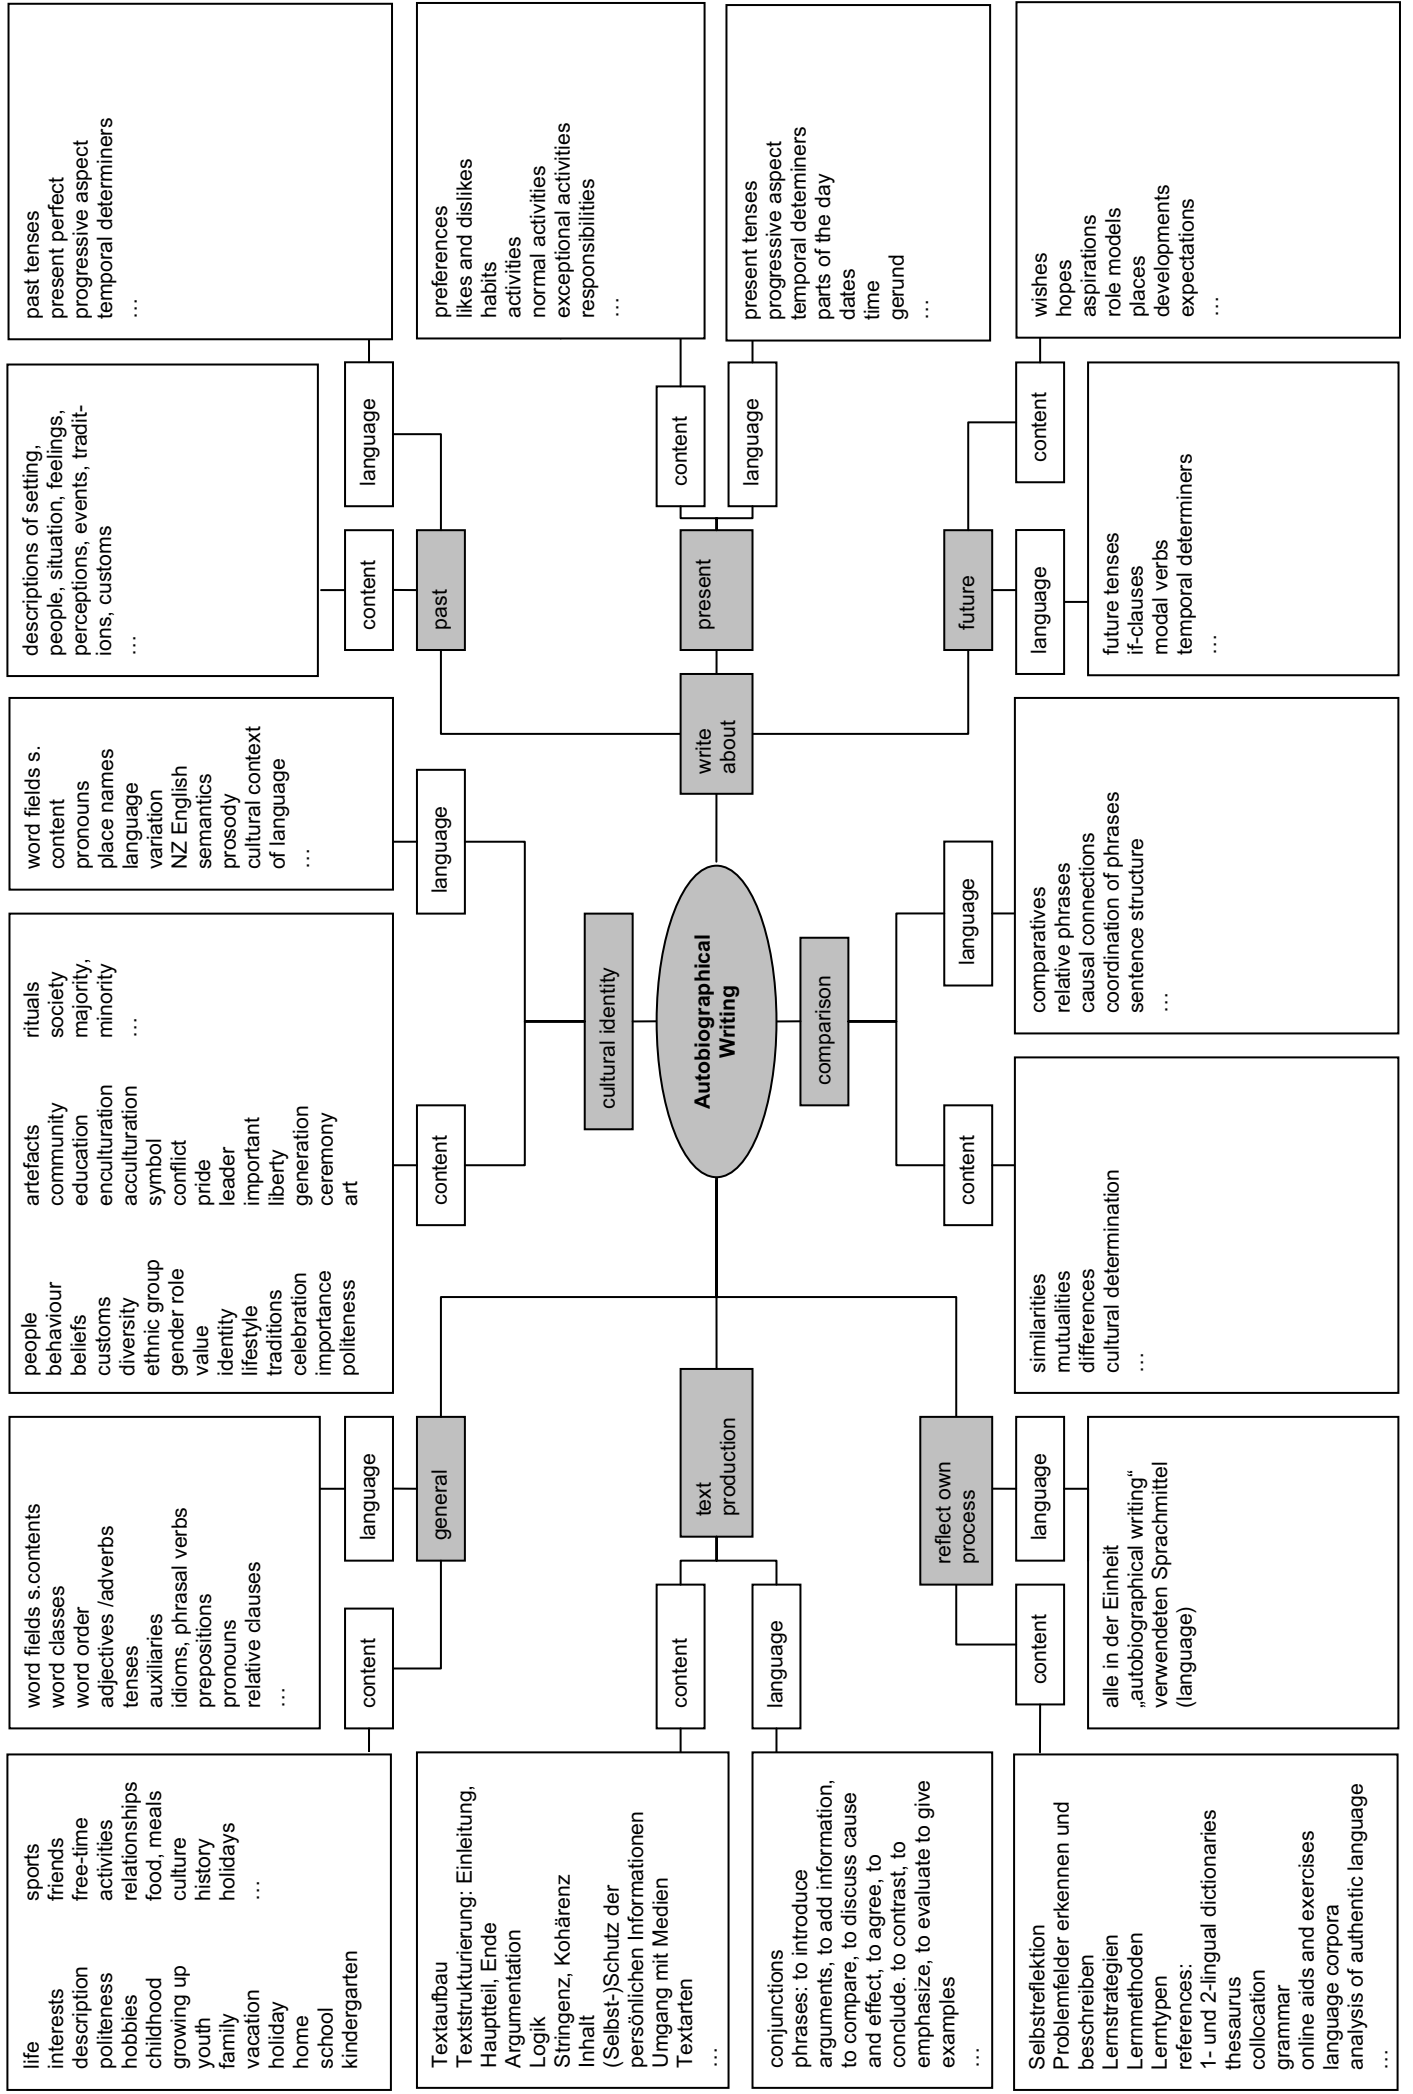 life
interests
description
politeness
hobbies
childhood
growing up
youth
family
vacation
holiday
home
school
kindergarten
sports
friends
free-time
activities
relationships
food, meals
culture
history
holidays
…
content
word fields s.contents
word classes
word order
adjectives /adverbs
tenses
auxiliaries
idioms, phrasal verbs
prepositions
pronouns
relative clauses
…
language
general
people
behaviour
beliefs
customs
diversity
ethnic group
gender role
value
identity
lifestyle
traditions
celebration
importance
politeness
artefacts
community
education
enculturation
acculturation
symbol
conflict
pride
leader
important
liberty
generation
ceremony
art
rituals
society
majority,
minority
…
content
word fields s.
content
pronouns
place names
language
variation
NZ English
semantics
prosody
cultural context
of language
…
language
cultural identity
descriptions of setting,
people, situation, feelings,
perceptions, events, tradit-
ions, customs
…
content
past tenses
present perfect
progressive aspect
temporal determiners
…
language
past
Textaufbau
Textstrukturierung: Einleitung,
Hauptteil, Ende
Argumentation
Logik
Stringenz, Kohärenz
Inhalt
(Selbst-)Schutz der
persönlichen Informationen
Umgang mit Medien
Textarten
…
content
conjunctions
phrases: to introduce
arguments, to add information,
to compare, to discuss cause
and effect, to agree, to
conclude. to contrast, to
emphasize, to evaluate to give
examples
…
language
text
production
Autobiographical
Writing
write
about
present
content
preferences
likes and dislikes
habits
activities
normal activities
exceptional activities
responsibilities
…
language
present tenses
progressive aspect
temporal deteminers
parts of the day
dates
time
gerund
…
reflect own
process
content
Selbstreflektion
Problemfelder erkennen und
beschreiben
Lernstrategien
Lernmethoden
Lerntypen
references:
1- und 2-lingual dictionaries
thesaurus
collocation
grammar
online aids and exercises
language corpora
analysis of authentic language
…
language
alle in der Einheit
„autobiographical writing“
verwendeten Sprachmittel
(language)
comparison
content
similarities
mutualities
differences
cultural determination
…
language
comparatives
relative phrases
causal connections
coordination of phrases
sentence structure
…
future
language
future tenses
if-clauses
modal verbs
temporal determiners
…
content
wishes
hopes
aspirations
role models
places
developments
expectations
…